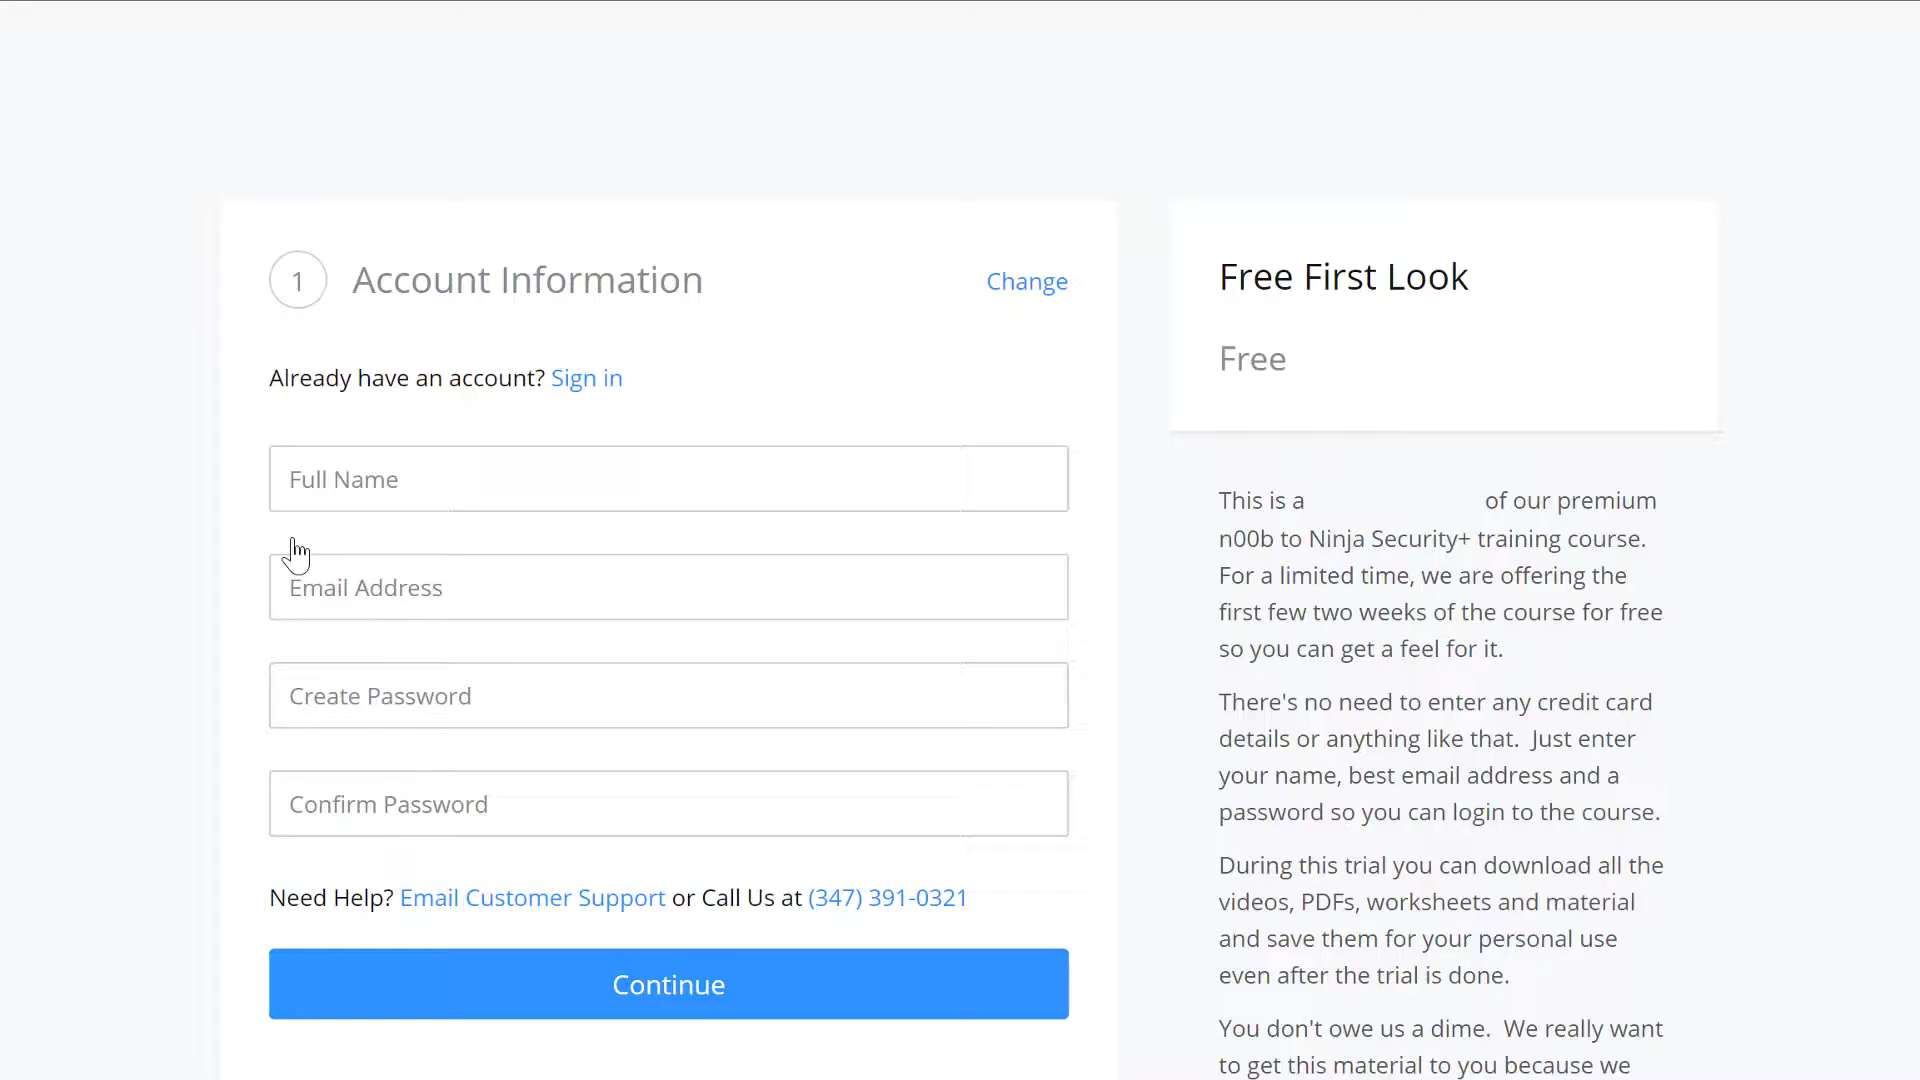 1 Account Information Change
Already have an account? Sign in
Full Name
Email Address
Create Password
Confirm Password
Need Help? Email Customer Support or Call Us at (347) 391-0321
Continue
Free First Look
Free
This is a of our premium
n00b to Ninja Security+ training course.
For a limited time, we are offering the
first few two weeks of the course for free
so you can get a feel for it.
There's no need to enter any credit card
details or anything like that. Just enter
your name, best email address and a
password so you can login to the course.
During this trial you can download all the
videos, PDFs, worksheets and material
and save them for your personal use
even after the trial is done.
You don't owe us a dime. We really want
to get this material to you because we